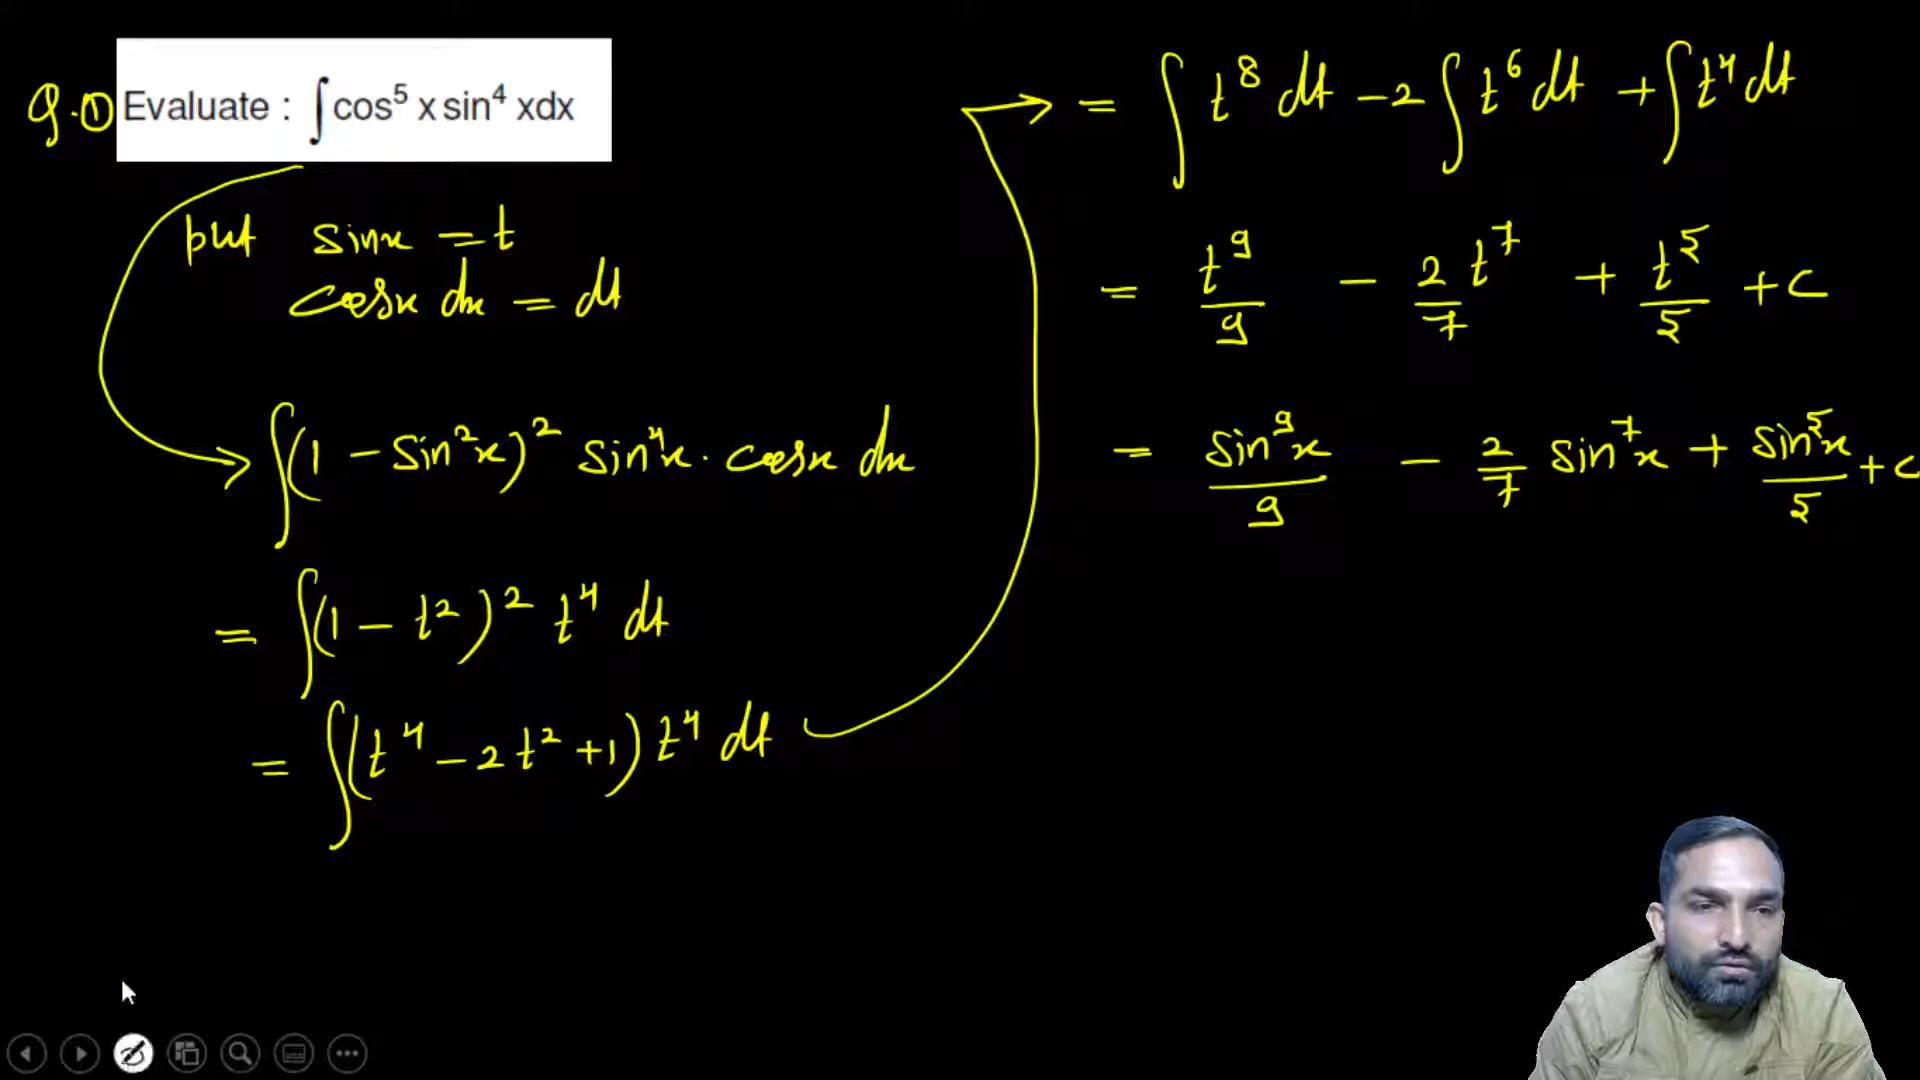 Q.① Evaluate : ∫cos⁵ x sin⁴ xdx
put sinx = t
cosx dx = dt
∫(1 − sin²x)² sin⁴x · cosx dx
= ∫(1 − t²)² t⁴ dt
= ∫(t⁴ − 2t² + 1) t⁴ dt
= ∫ t⁸ dt − 2 ∫ t⁶ dt + ∫ t⁴ dt
= t⁹/9 − 2/7 t⁷ + t⁵/5 + c
= sin⁹x/9 − 2/7 sin⁷x + sin⁵x/5 + c